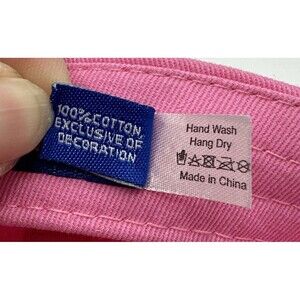 100% COTTON
EXCLUSIVE OF
DECORATION
Hand Wash
Hang Dry
Made in China